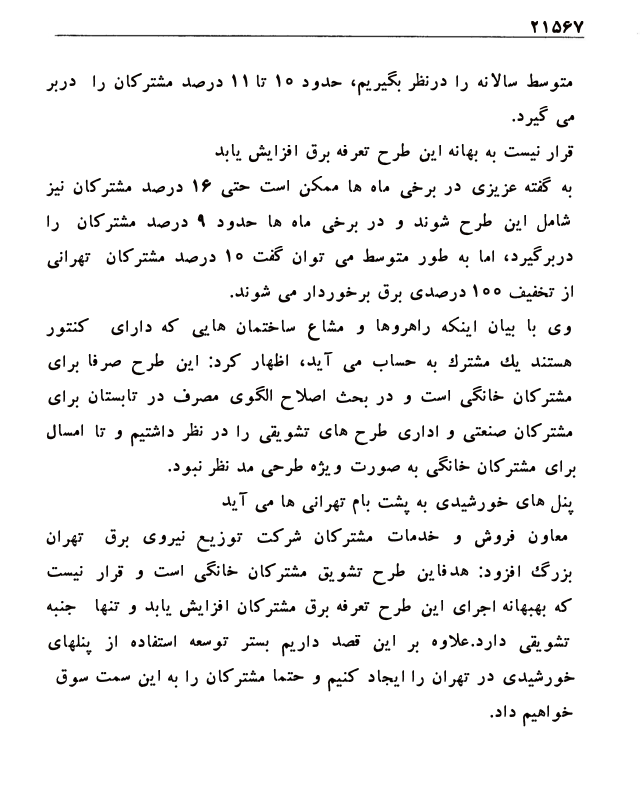 ۲۱۵۶۷
متوسط سالانه را درنظر بگیریم، حدود ۱۰ تا ۱۱ درصد مشترکان را دربر
می گیرد.
قرار نیست به بهانه این طرح تعرفه برق افزایش یابد
به گفته عزیزی در برخی ماه ها ممکن است حتی ۱۶ درصد مشترکان نیز
شامل این طرح شوند و در برخی ماه ها حدود ۹ درصد مشترکان را
دربرگیرد، اما به طور متوسط می توان گفت ۱۰ درصد مشترکان تهرانی
از تخفیف ۱۰۰ درصدی برق برخوردار می شوند.
وی با بیان اینکه راهروها و مشاع ساختمان هایی که دارای کنتور
هستند یك مشترك به حساب می آید، اظهار کرد: این طرح صرفا برای
مشترکان خانگی است و در بحث اصلاح الگوی مصرف در تابستان برای
مشترکان صنعتی و اداری طرح های تشویقی را در نظر داشتیم و تا امسال
برای مشترکان خانگی به صورت ویژه طرحی مد نظر نبود.
پنل های خورشیدی به پشت بام تهرانی ها می آید
معاون فروش و خدمات مشترکان شرکت توزیع نیروی برق تهران
بزرگ افزود: هدفاین طرح تشویق مشترکان خانگی است و قرار نیست
که بهبهانه اجرای این طرح تعرفه برق مشترکان افزایش یابد و تنها جنبه
تشویقی دارد.علاوه بر این قصد داریم بستر توسعه استفاده از پنلهای
خورشیدی در تهران را ایجاد کنیم و حتما مشترکان را به این سمت سوق
خواهیم داد.